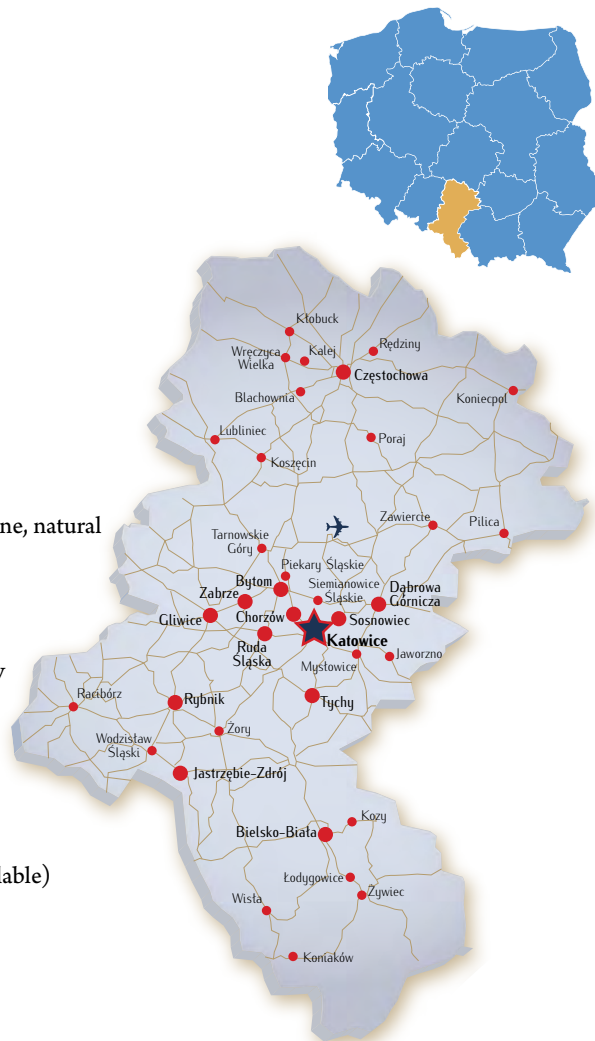 Kłobuck
Rędziny
Wręczyca
Wielka
Kalej
Częstochowa
Blachownia
Koniecpol
Lubliniec
Poraj
Koszęcin
ne, natural
Zawiercie
Pilica
Tarnowskie
Góry
Piekary Śląskie
Bytom
Siemianowice
Śląskie
Dąbrowa
Górnicza
Zabrze
Gliwice
Chorzów
Sosnowiec
Katowice
Ruda
Śląska
Mysłowice
Jaworzno
y
Racibórz
Rybnik
Tychy
Żory
Wodzisław
Śląski
Jastrzębie-Zdrój
Kozy
Bielsko-Biała
lable)
Łodygowice
Żywiec
Wisła
Koniaków